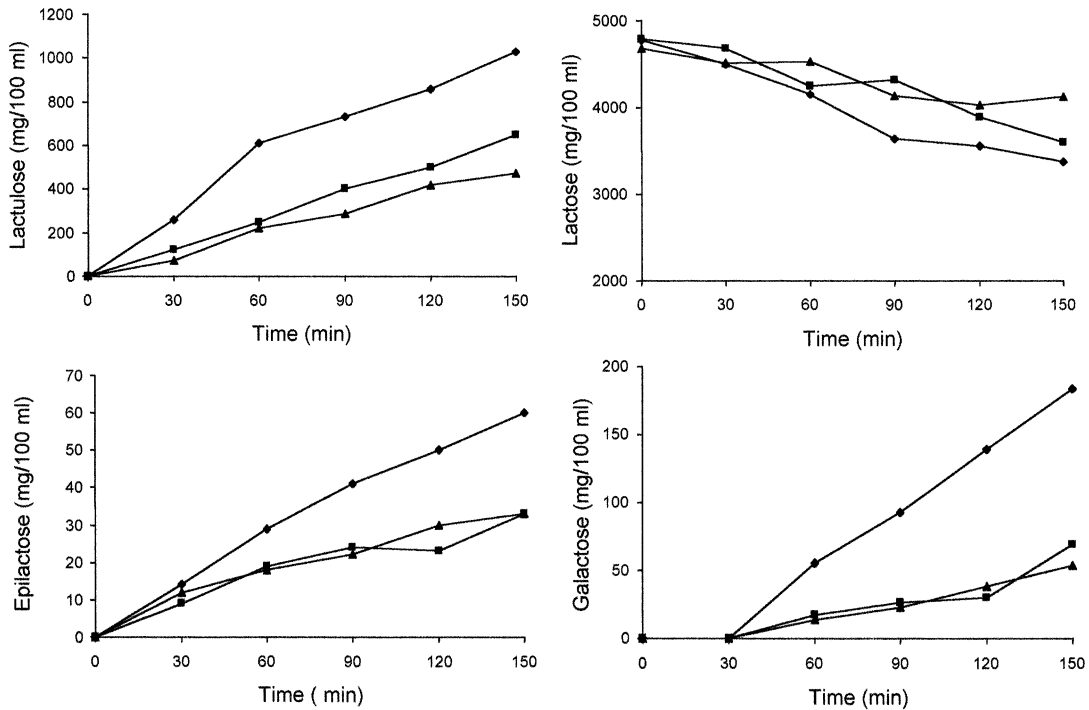 1200
1000
800
600
400
200
0
0 30 60 90 120 150
Lactulose (mg/100 ml)
Time (min)
5000
4000
3000
2000
0 30 60 90 120 150
Lactose (mg/100 ml)
Time (min)
70
60
50
40
30
20
10
0
0 30 60 90 120 150
Epilactose (mg/100 ml)
Time ( min)
200
150
100
50
0
0 30 60 90 120 150
Galactose (mg/100 ml)
Time (min)